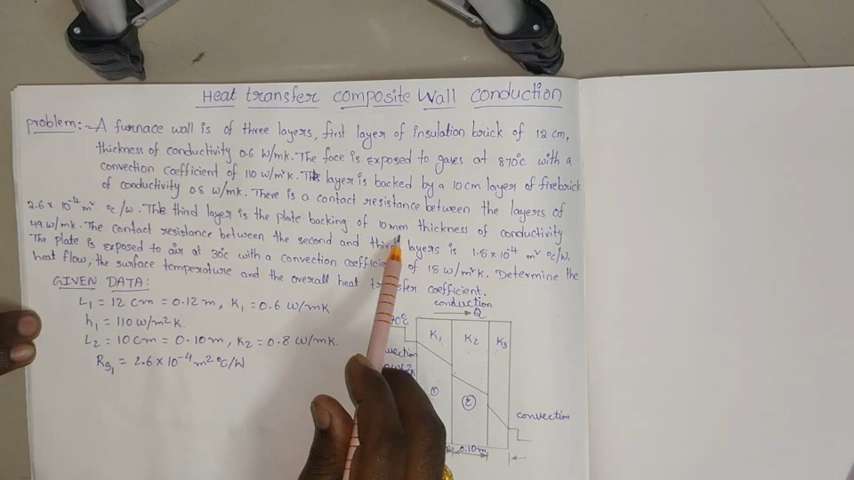 Heat transfer composite Wall conduction
problem:- A furnace wall is of three layers, first layer of insulation brick of 12 cm,
thickness of conductivity 0.6 W/mk. The face is exposed to gases at 870°c with a
convection coefficient of 110 W/m²k. The layer is backed by a 10cm layer of firebrick
of conductivity 0.8 W/mk. There is a contact resistance between the layers of
2.6 x 10⁻⁴ m² °c/W. The third layer is the plate backing of 10mm thickness of conductivity
49 W/mk. The contact resistance between the second and third layers is 1.5 x 10⁻⁴ m² °c/W.
The plate is exposed to air at 30°c with a convection coefficient of 15 W/m²k. Determine the
heat flow, the surface temperature and the overall heat transfer coefficient.
GIVEN DATA:
L₁ = 12 cm = 0.12 m, K₁ = 0.6 W/mK
h₁ = 110 W/m²K.
L₂ = 10 cm = 0.10 m, K₂ = 0.8 W/mK.
RS₁ = 2.6 x 10⁻⁴ m² °C/W
conduction
Q
K₁ K₂ K₃
① ②
convection
0.10m